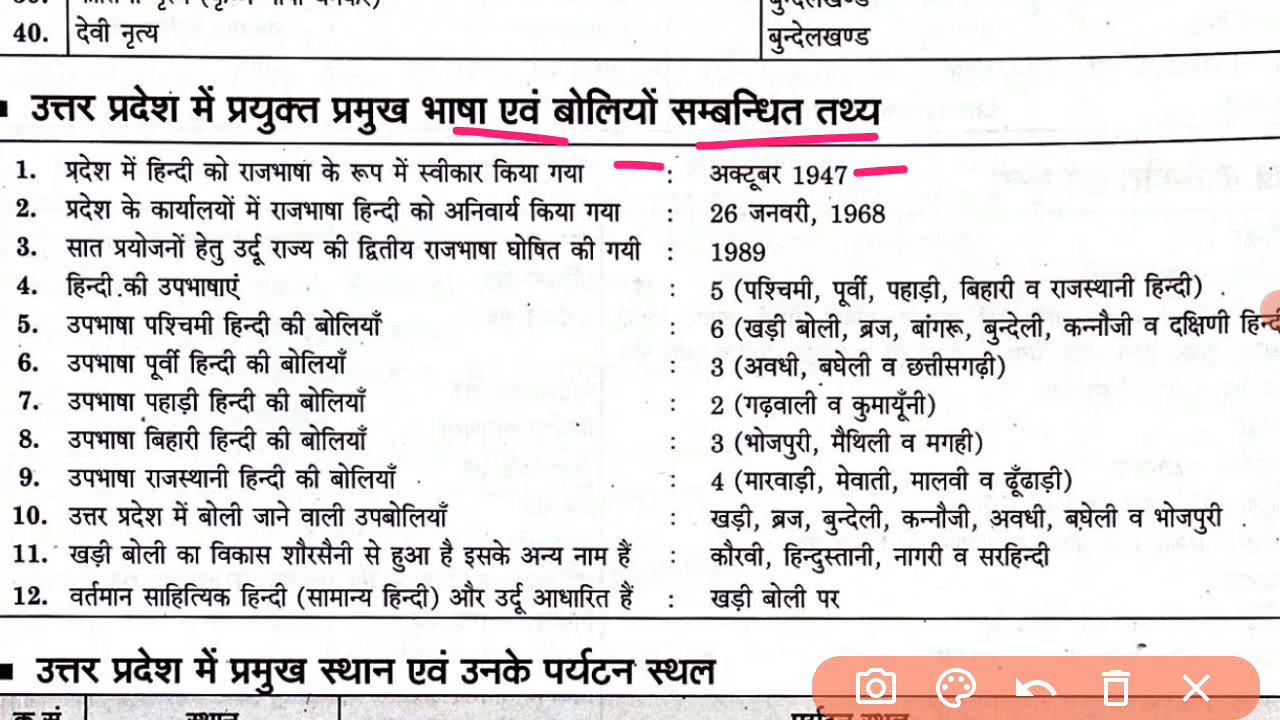 40. देवी नृत्य बुन्देलखण्ड
▪ उत्तर प्रदेश में प्रयुक्त प्रमुख भाषा एवं बोलियों सम्बन्धित तथ्य
1. प्रदेश में हिन्दी को राजभाषा के रूप में स्वीकार किया गया : अक्टूबर 1947
2. प्रदेश के कार्यालयों में राजभाषा हिन्दी को अनिवार्य किया गया : 26 जनवरी, 1968
3. सात प्रयोजनों हेतु उर्दू राज्य की द्वितीय राजभाषा घोषित की गयी : 1989
4. हिन्दी की उपभाषाएं : 5 (पश्चिमी, पूर्वी, पहाड़ी, बिहारी व राजस्थानी हिन्दी)
5. उपभाषा पश्चिमी हिन्दी की बोलियाँ : 6 (खड़ी बोली, ब्रज, बांगरू, बुन्देली, कन्नौजी व दक्षिणी हिन्दी
6. उपभाषा पूर्वी हिन्दी की बोलियाँ : 3 (अवधी, बघेली व छत्तीसगढ़ी)
7. उपभाषा पहाड़ी हिन्दी की बोलियाँ : 2 (गढ़वाली व कुमायूँनी)
8. उपभाषा बिहारी हिन्दी की बोलियाँ : 3 (भोजपुरी, मैथिली व मगही)
9. उपभाषा राजस्थानी हिन्दी की बोलियाँ : 4 (मारवाड़ी, मेवाती, मालवी व ढूँढाड़ी)
10. उत्तर प्रदेश में बोली जाने वाली उपबोलियाँ : खड़ी, ब्रज, बुन्देली, कन्नौजी, अवधी, बघेली व भोजपुरी
11. खड़ी बोली का विकास शौरसैनी से हुआ है इसके अन्य नाम हैं : कौरवी, हिन्दुस्तानी, नागरी व सरहिन्दी
12. वर्तमान साहित्यिक हिन्दी (सामान्य हिन्दी) और उर्दू आधारित हैं : खड़ी बोली पर
▪ उत्तर प्रदेश में प्रमुख स्थान एवं उनके पर्यटन स्थल